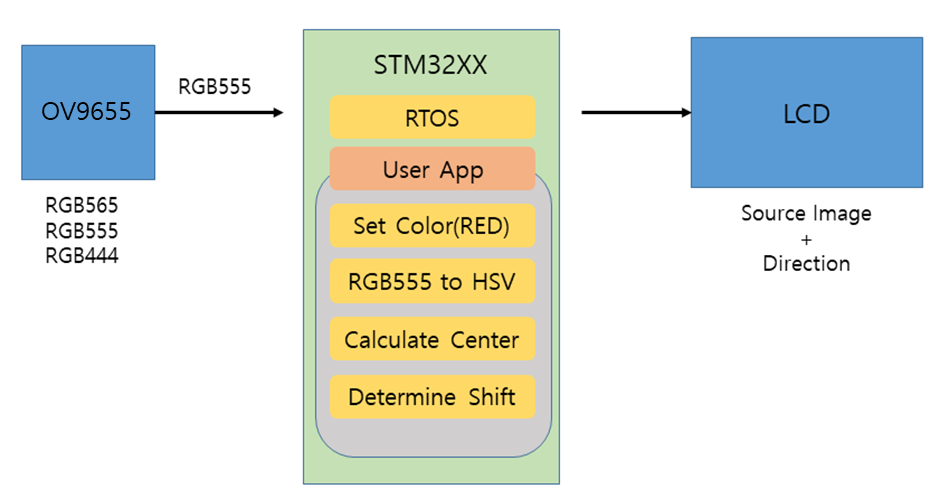 OV9655
RGB565
RGB555
RGB444
RGB555
STM32XX
RTOS
User App
Set Color(RED)
RGB555 to HSV
Calculate Center
Determine Shift
LCD
Source Image
+
Direction